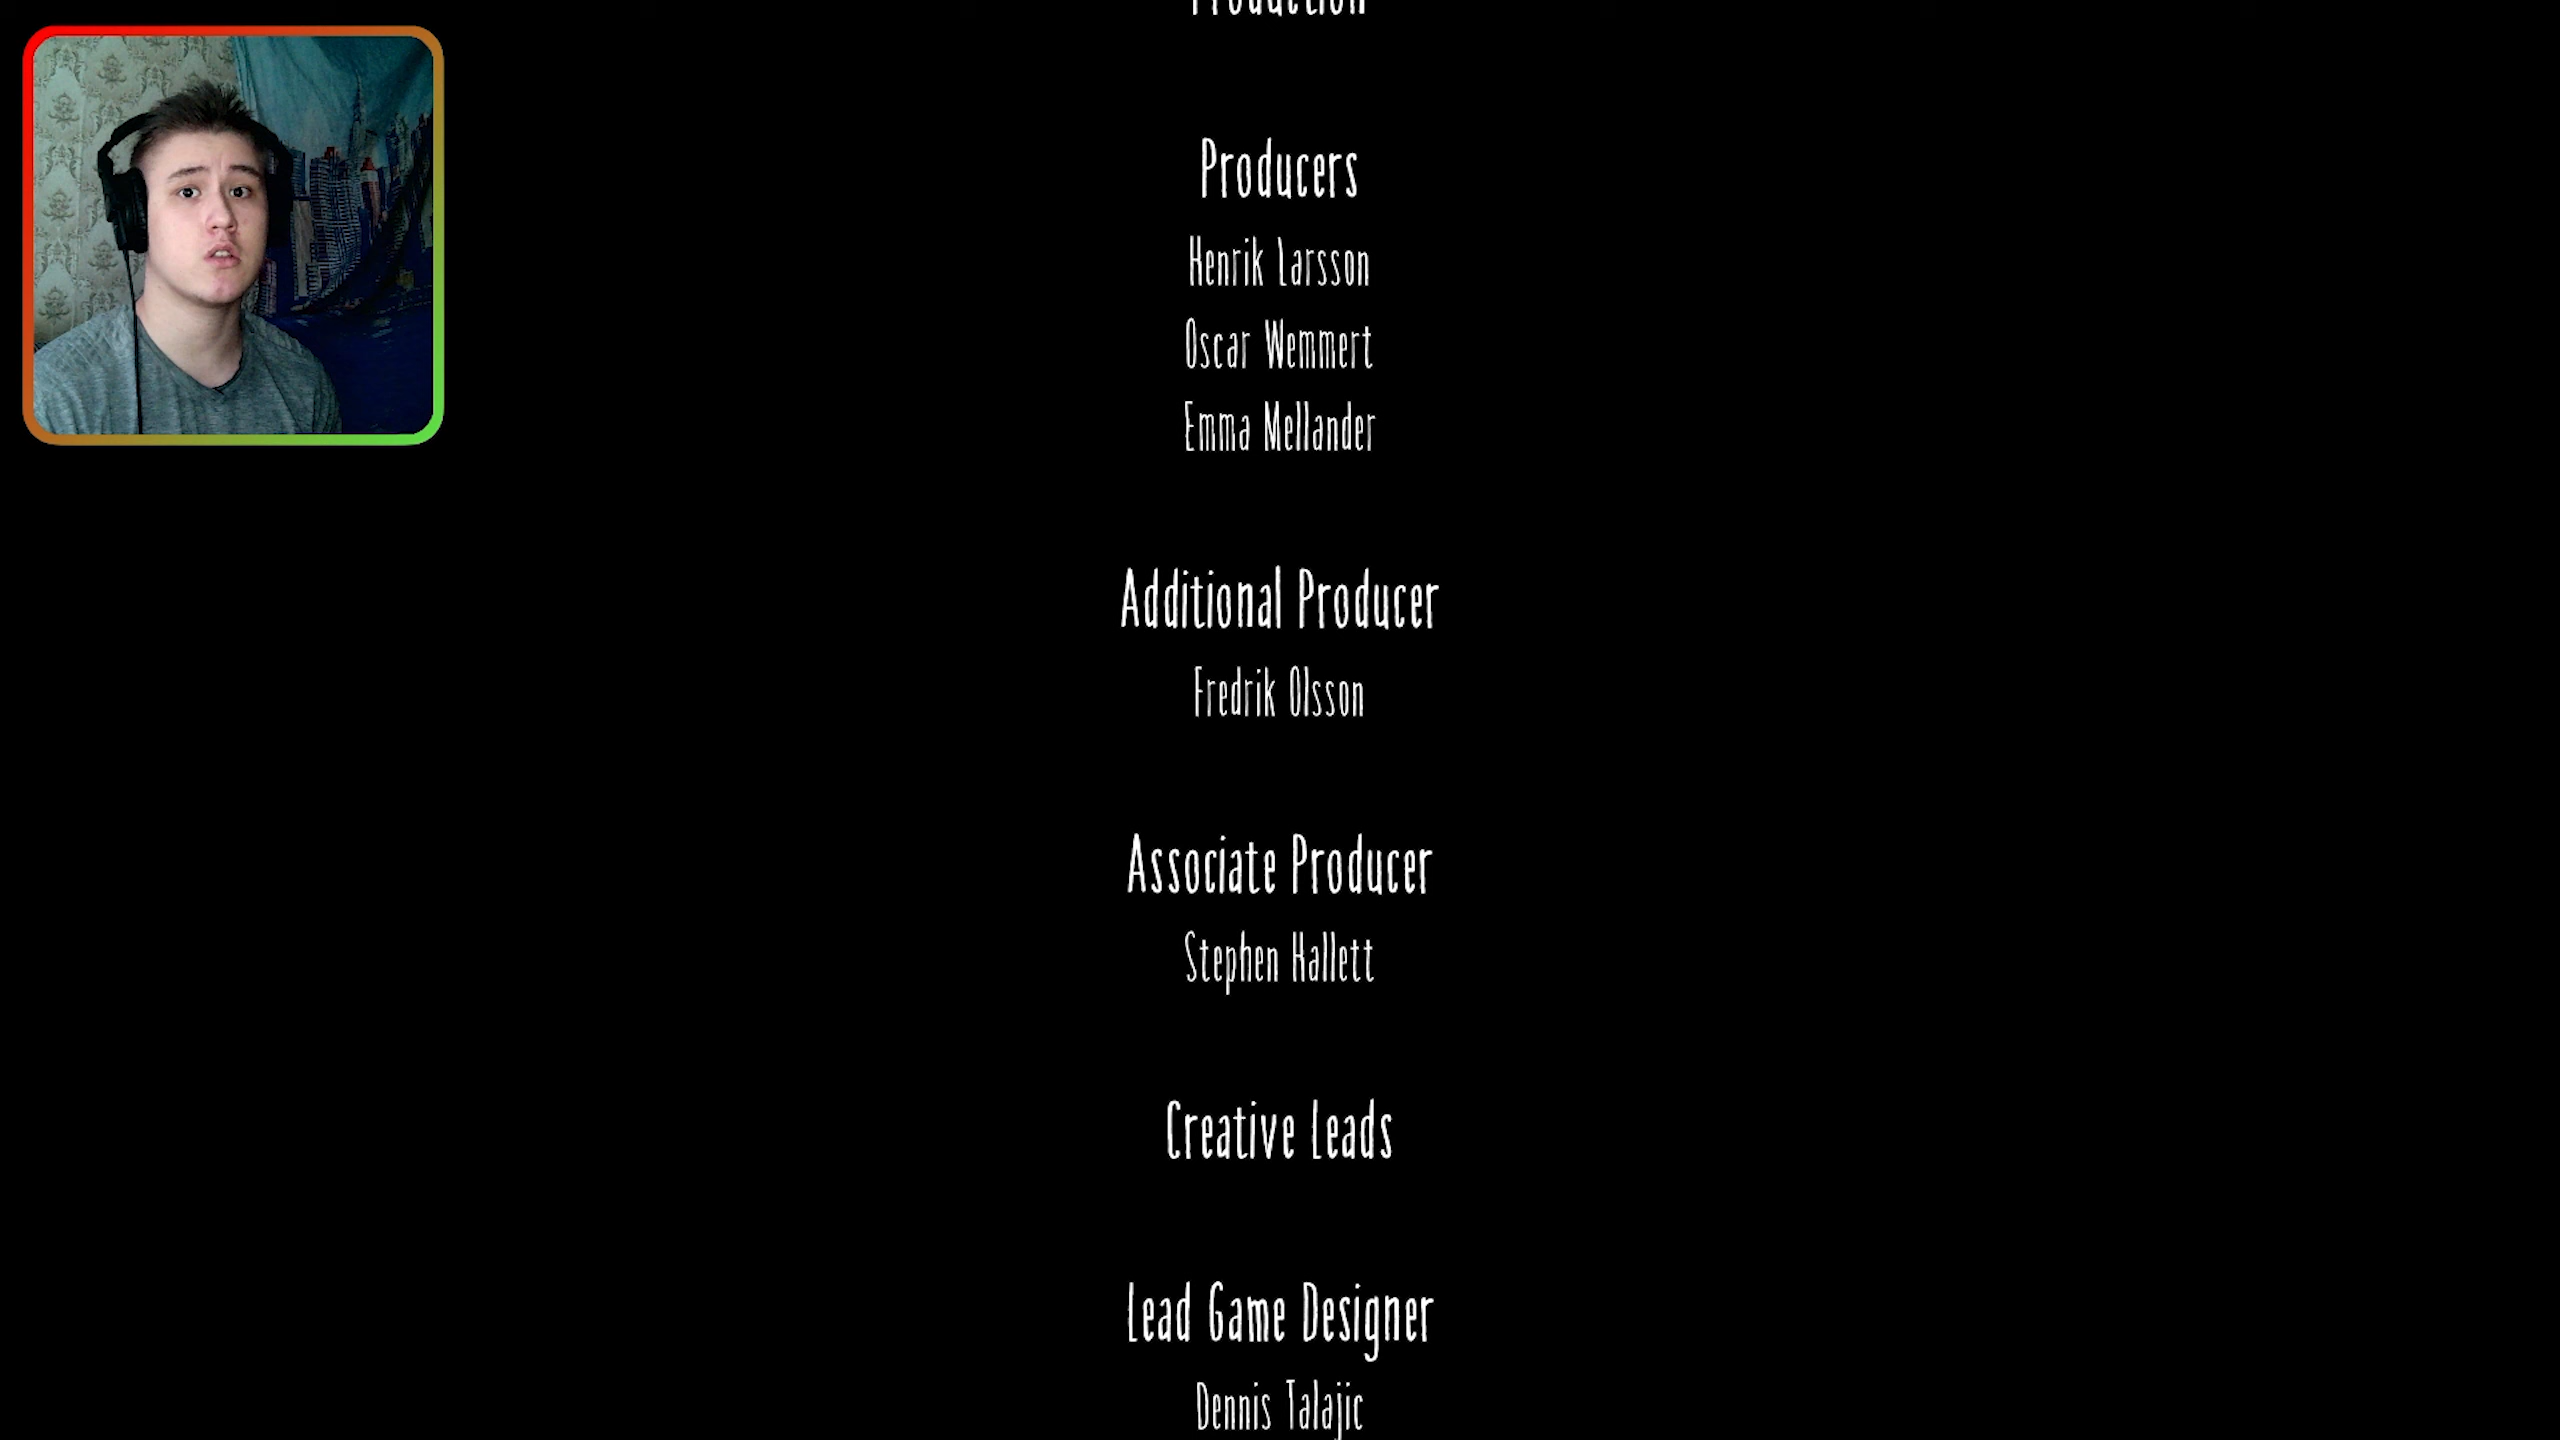 Production
Producers
Henrik Larsson
Oscar Wemmert
Emma Mellander
Additional Producer
Fredrik Olsson
Associate Producer
Stephen Hallett
Creative Leads
Lead Game Designer
Dennis Talajic